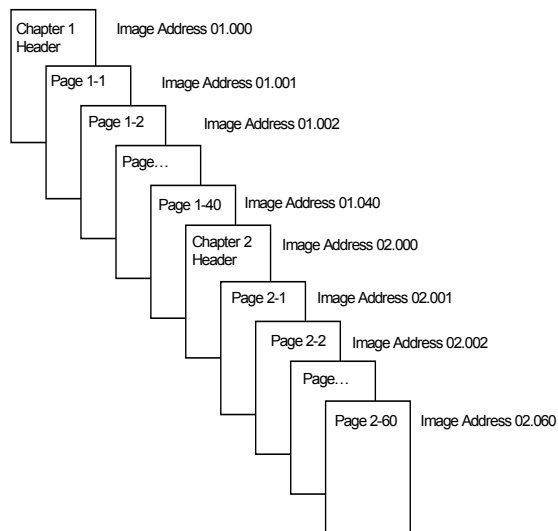 Chapter 1
Header
Image Address 01.000
Page 1-1
Image Address 01.001
Page 1-2
Image Address 01.002
Page…
Page 1-40
Image Address 01.040
Chapter 2
Header
Image Address 02.000
Page 2-1
Image Address 02.001
Page 2-2
Image Address 02.002
Page…
Page 2-60
Image Address 02.060